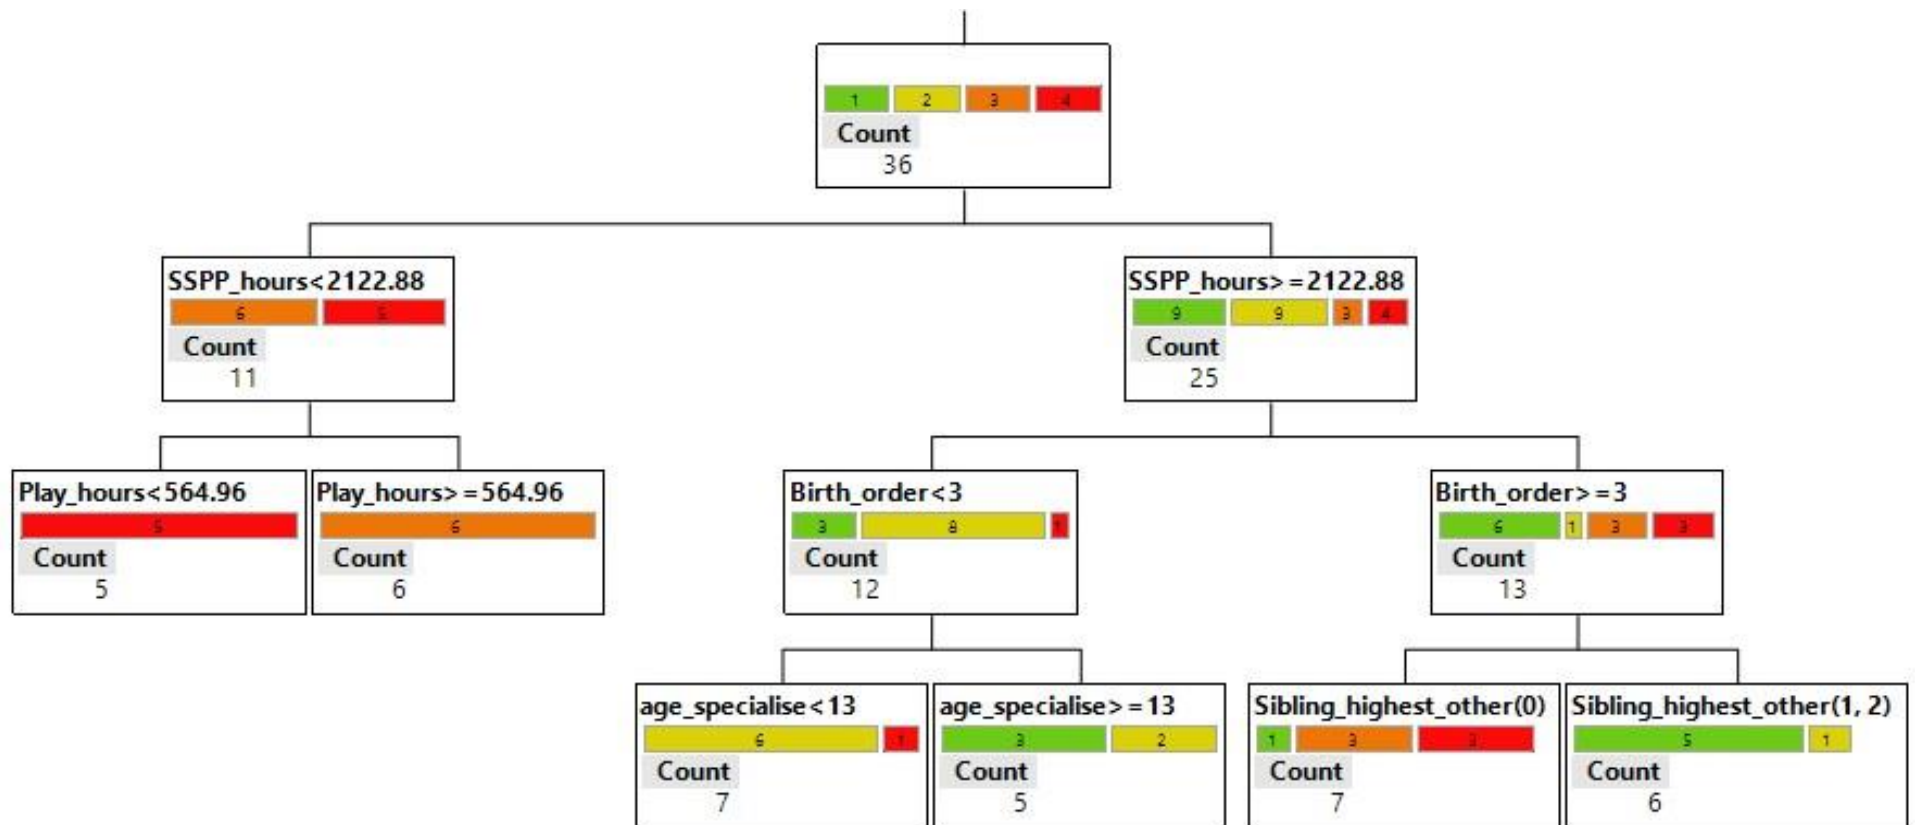 1 2 3 4
Count
36
SSPP_hours<2122.88
6 5
Count
11
SSPP_hours>=2122.88
9 9 3 4
Count
25
Play_hours<564.96
5
Count
5
Play_hours>=564.96
6
Count
6
Birth_order<3
3 8 1
Count
12
Birth_order>=3
6 1 3 3
Count
13
age_specialise<13
6 1
Count
7
age_specialise>=13
3 2
Count
5
Sibling_highest_other(0)
1 3 3
Count
7
Sibling_highest_other(1, 2)
5 1
Count
6